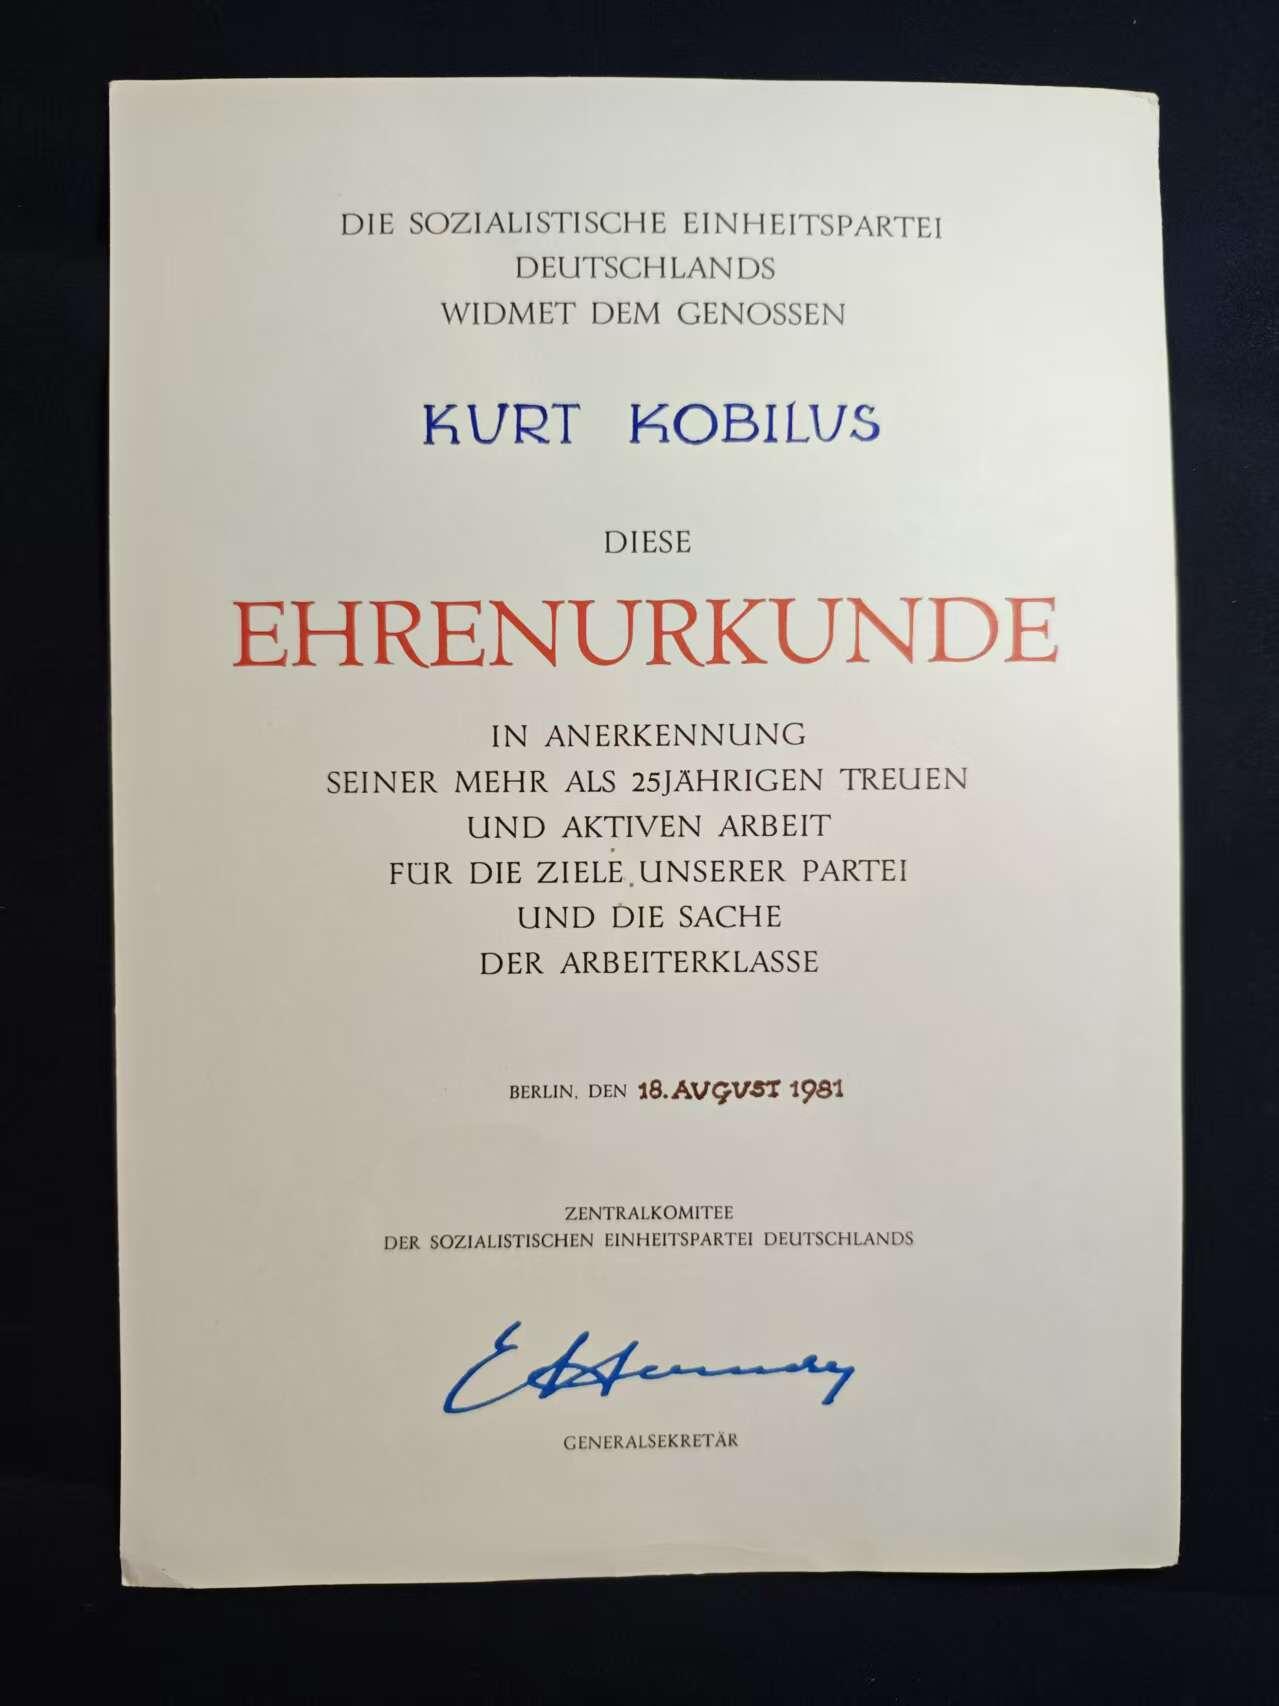 DIE SOZIALISTISCHE EINHEITSPARTEI
DEUTSCHLANDS
WIDMET DEM GENOSSEN
KURT KOBILUS
DIESE
EHRENURKUNDE
IN ANERKENNUNG
SEINER MEHR ALS 25JÄHRIGEN TREUEN
UND AKTIVEN ARBEIT
FÜR DIE ZIELE UNSERER PARTEI
UND DIE SACHE
DER ARBEITERKLASSE
BERLIN, DEN 18. AUGUST 1981
ZENTRALKOMITEE
DER SOZIALISTISCHEN EINHEITSPARTEI DEUTSCHLANDS
GENERALSEKRETÄR